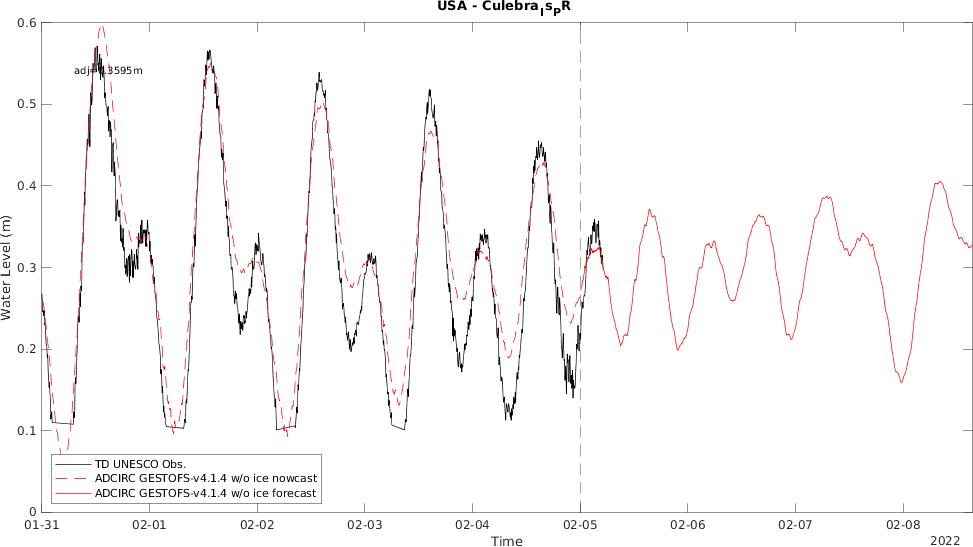 USA - Culebra_Is_PR
0.6
adj=0.3595m
0.5
0.4
0.3
0.2
0.1
0
Water Level (m)
TD UNESCO Obs.
ADCIRC GESTOFS-v4.1.4 w/o ice nowcast
ADCIRC GESTOFS-v4.1.4 w/o ice forecast
01-31 02-01 02-02 02-03 02-04 02-05 02-06 02-07 02-08
Time
2022